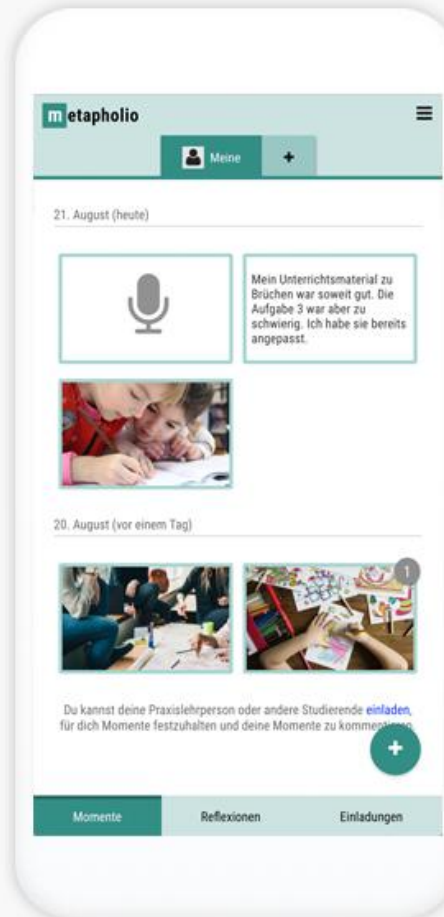 metapholio
Meine +
21. August (heute)
Mein Unterrichtsmaterial zu
Brüchen war soweit gut. Die
Aufgabe 3 war aber zu
schwierig. Ich habe sie bereits
angepasst.
20. August (vor einem Tag)
1
Du kannst deine Praxislehrperson oder andere Studierende einladen,
für dich Momente festzuhalten und deine Momente zu kommentieren.
+
Momente Reflexionen Einladungen